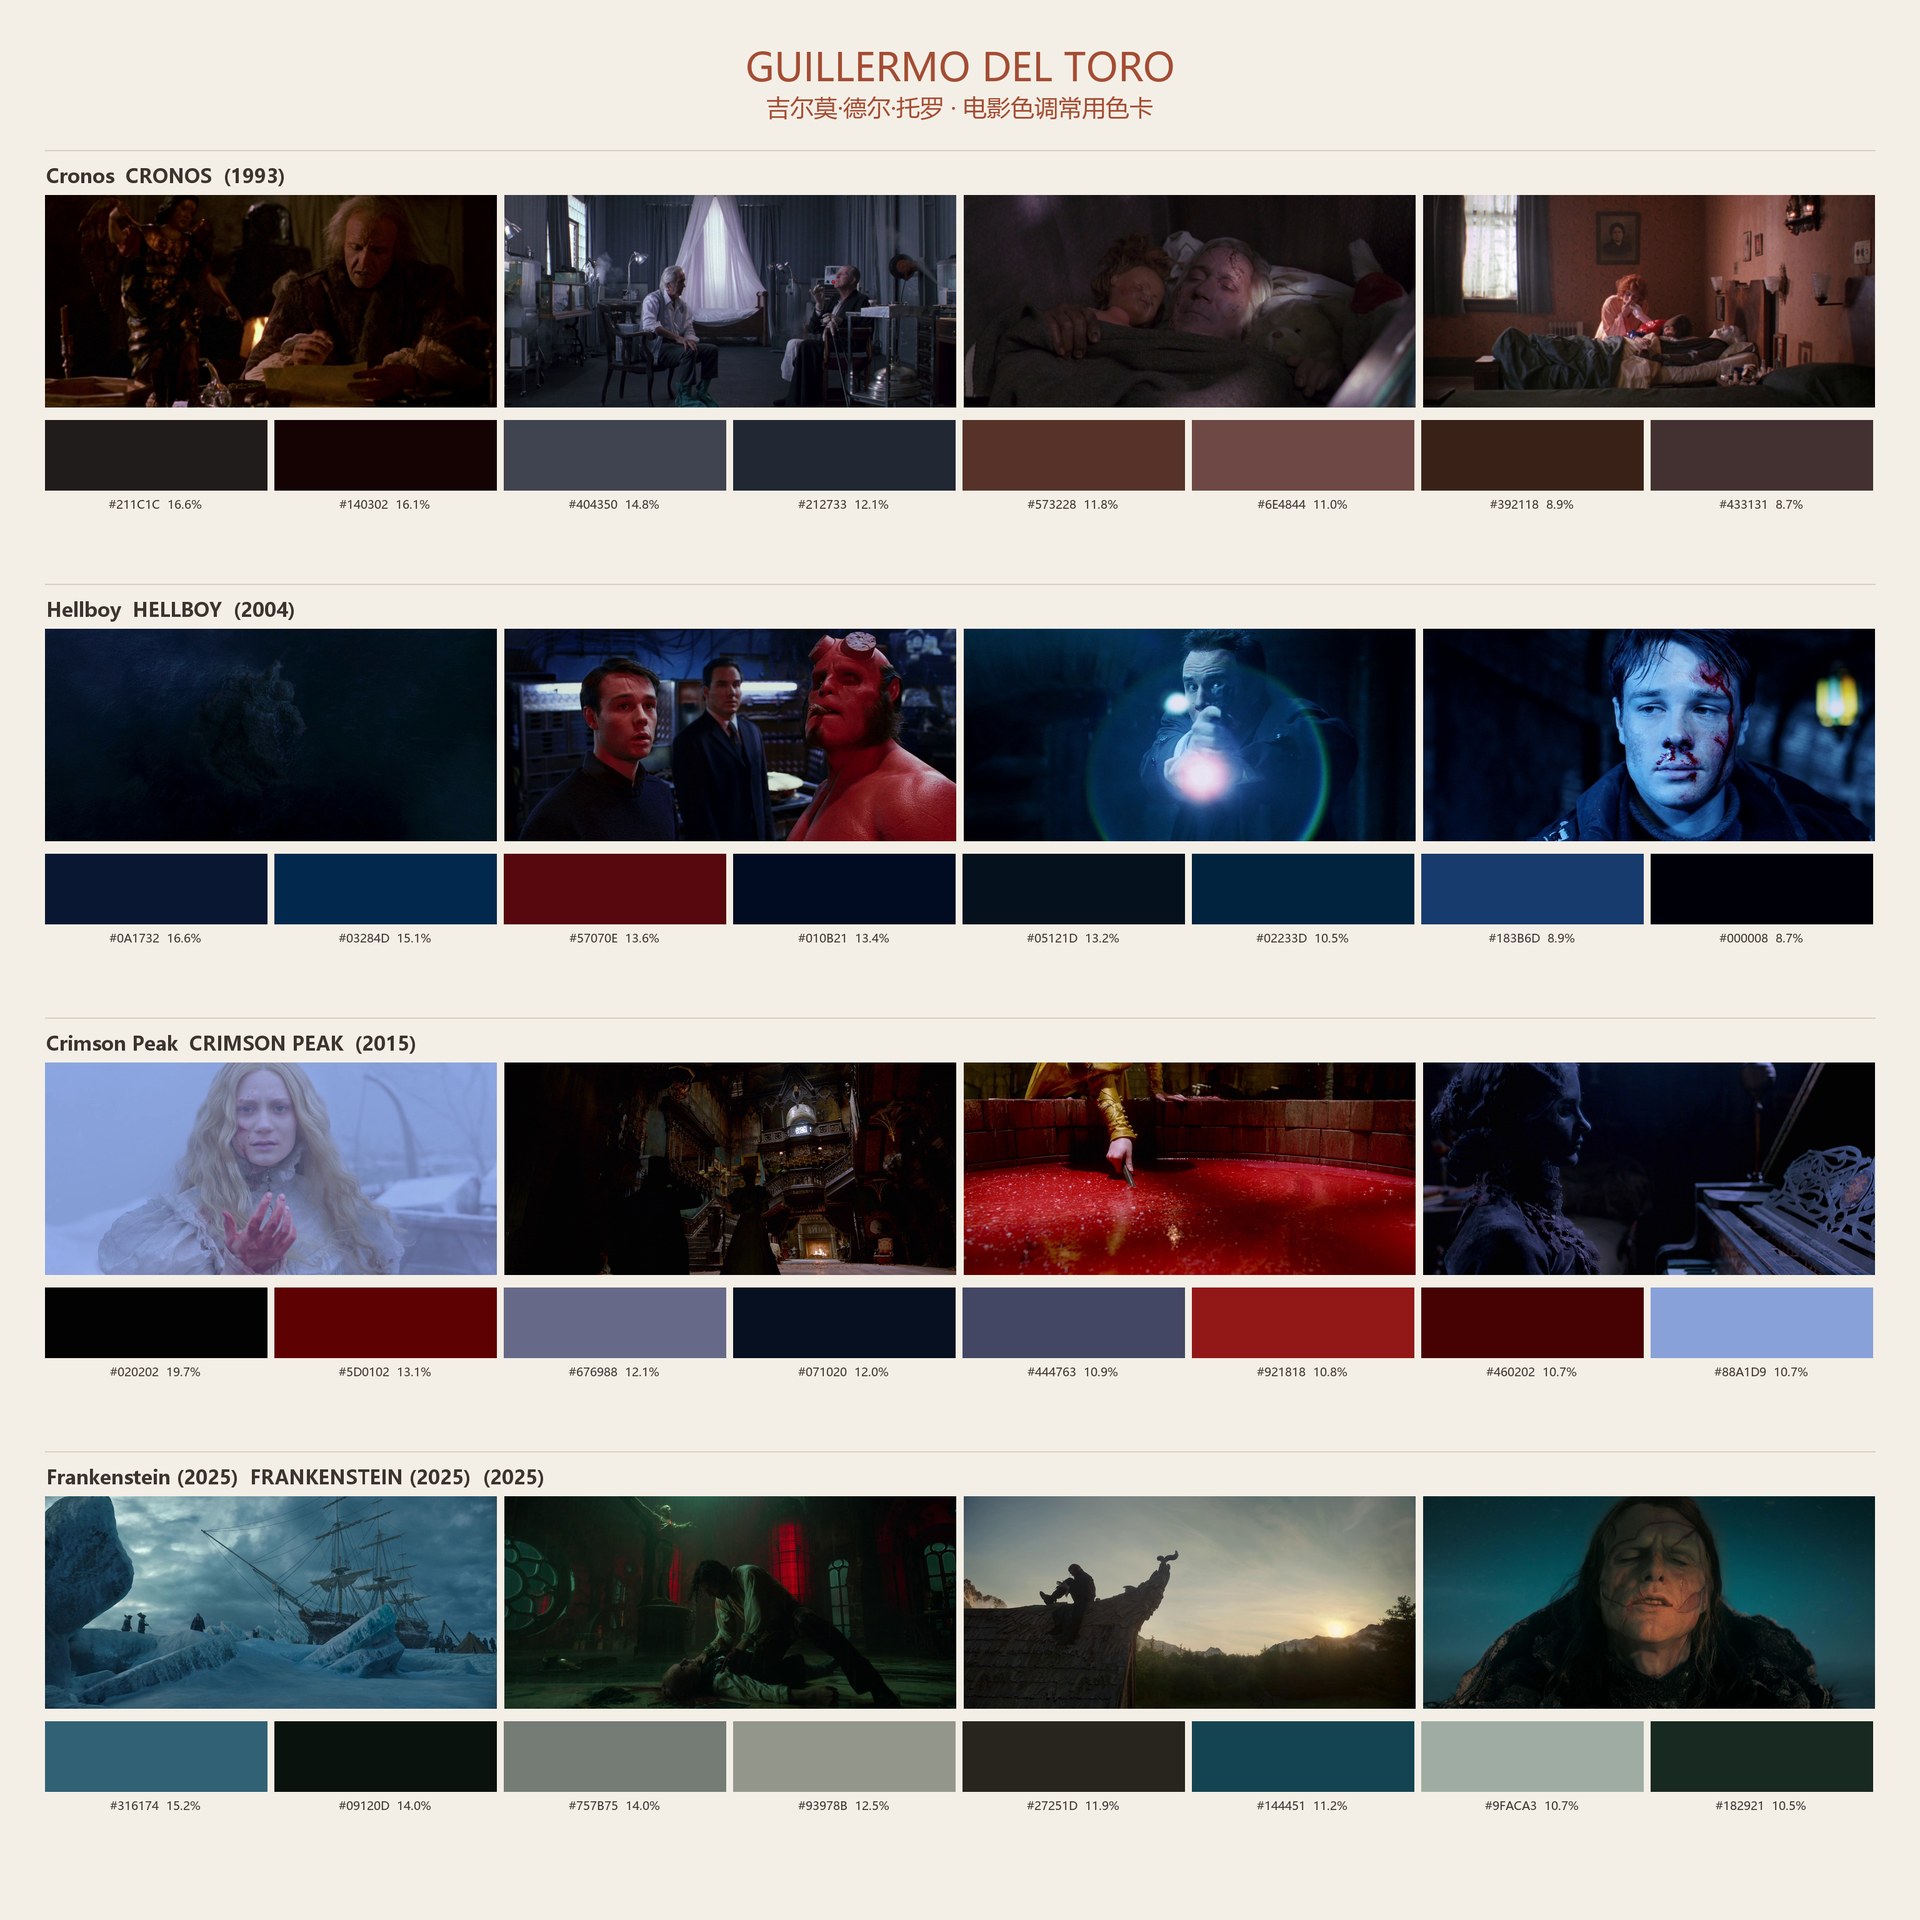 GUILLERMO DEL TORO
吉尔莫·德尔·托罗 · 电影色调常用色卡
Cronos CRONOS (1993)
#211C1C 16.6% #140302 16.1% #404350 14.8% #212733 12.1% #573228 11.8% #6E4844 11.0% #392118 8.9% #433131 8.7%
Hellboy HELLBOY (2004)
#0A1732 16.6% #03284D 15.1% #57070E 13.6% #010B21 13.4% #05121D 13.2% #02233D 10.5% #183B6D 8.9% #000008 8.7%
Crimson Peak CRIMSON PEAK (2015)
#020202 19.7% #5D0102 13.1% #676988 12.1% #071020 12.0% #444763 10.9% #921818 10.8% #460202 10.7% #88A1D9 10.7%
Frankenstein (2025) FRANKENSTEIN (2025) (2025)
#316174 15.2% #09120D 14.0% #757B75 14.0% #93978B 12.5% #27251D 11.9% #144451 11.2% #9FACA3 10.7% #182921 10.5%